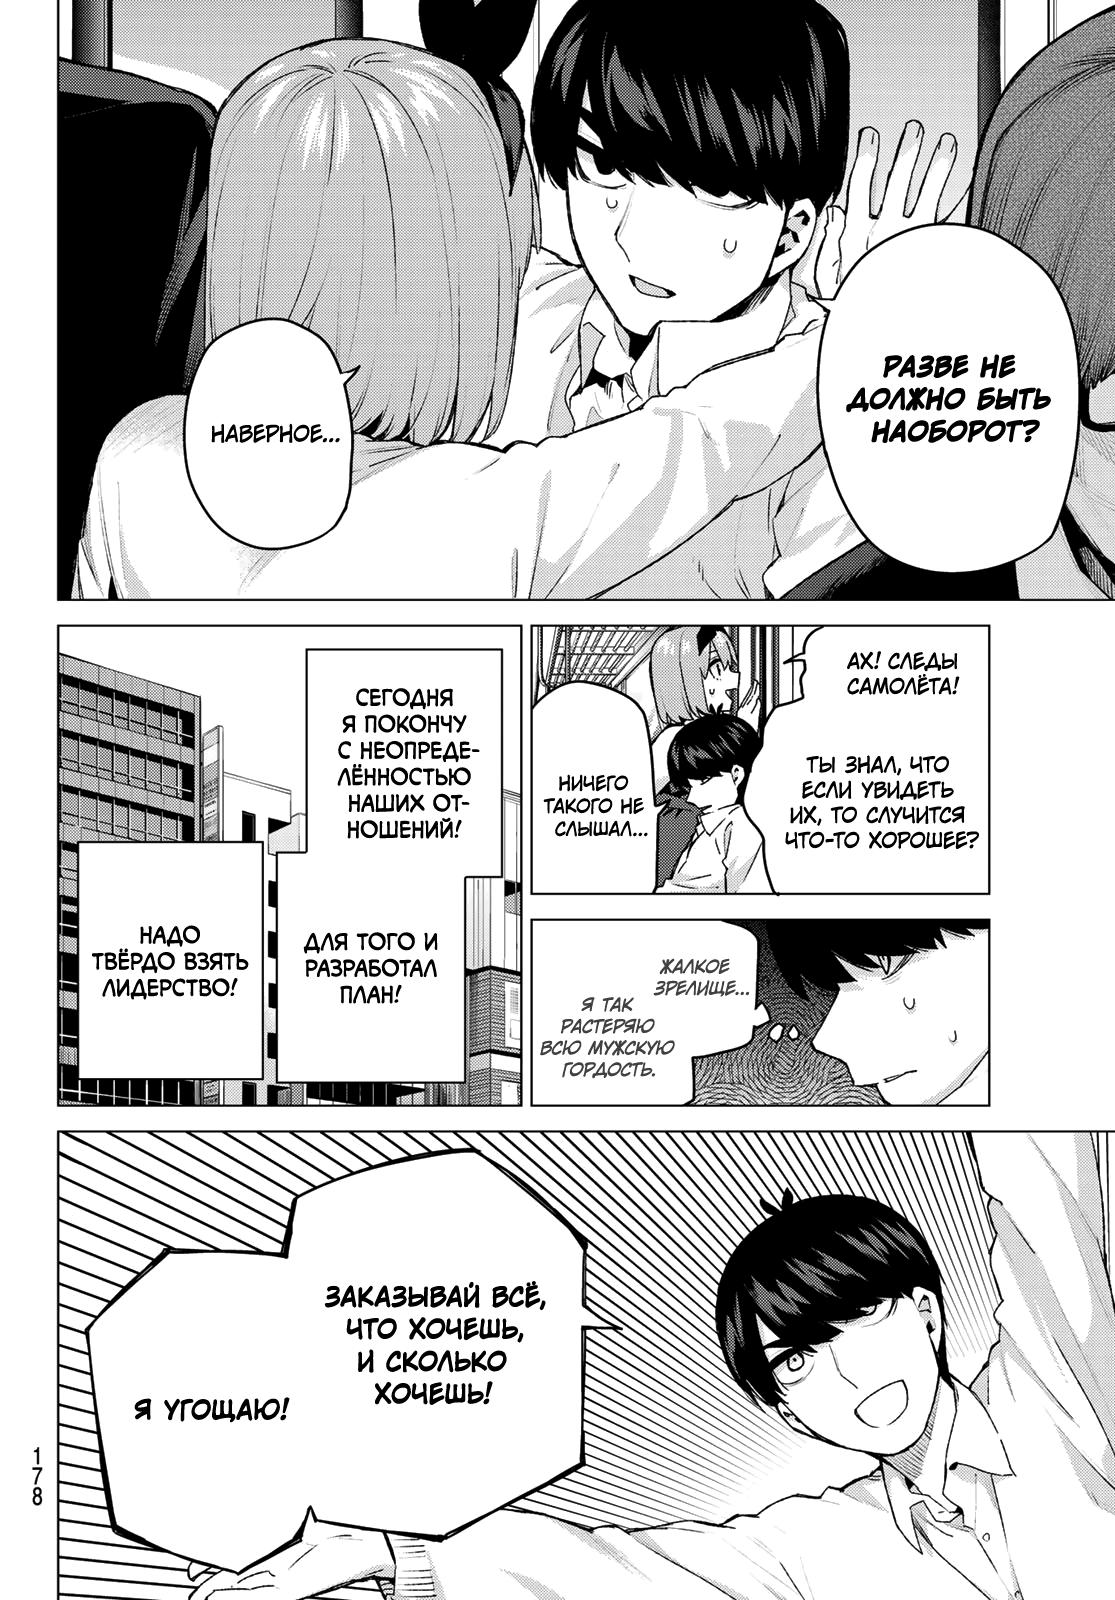 РАЗВЕ НЕ
ДОЛЖНО БЫТЬ
НАОБОРОТ?
НАВЕРНОЕ...
АХ! СЛЕДЫ
САМОЛЁТА!
ТЫ ЗНАЛ, ЧТО
ЕСЛИ УВИДЕТЬ
ИХ, ТО СЛУЧИТСЯ
ЧТО-ТО ХОРОШЕЕ?
НИЧЕГО
ТАКОГО НЕ
СЛЫШАЛ...
ЖАЛКОЕ
ЗРЕЛИЩЕ...
Я ТАК
РАСТЕРЯЮ
ВСЮ МУЖСКУЮ
ГОРДОСТЬ.
СЕГОДНЯ
Я ПОКОНЧУ
С НЕОПРЕДЕ-
ЛЁННОСТЬЮ
НАШИХ ОТ-
НОШЕНИЙ!
ДЛЯ ТОГО И
РАЗРАБОТАЛ
ПЛАН!
НАДО
ТВЁРДО ВЗЯТЬ
ЛИДЕРСТВО!
ЗАКАЗЫВАЙ ВСЁ,
ЧТО ХОЧЕШЬ,
И СКОЛЬКО
ХОЧЕШЬ!
Я УГОЩАЮ!
178